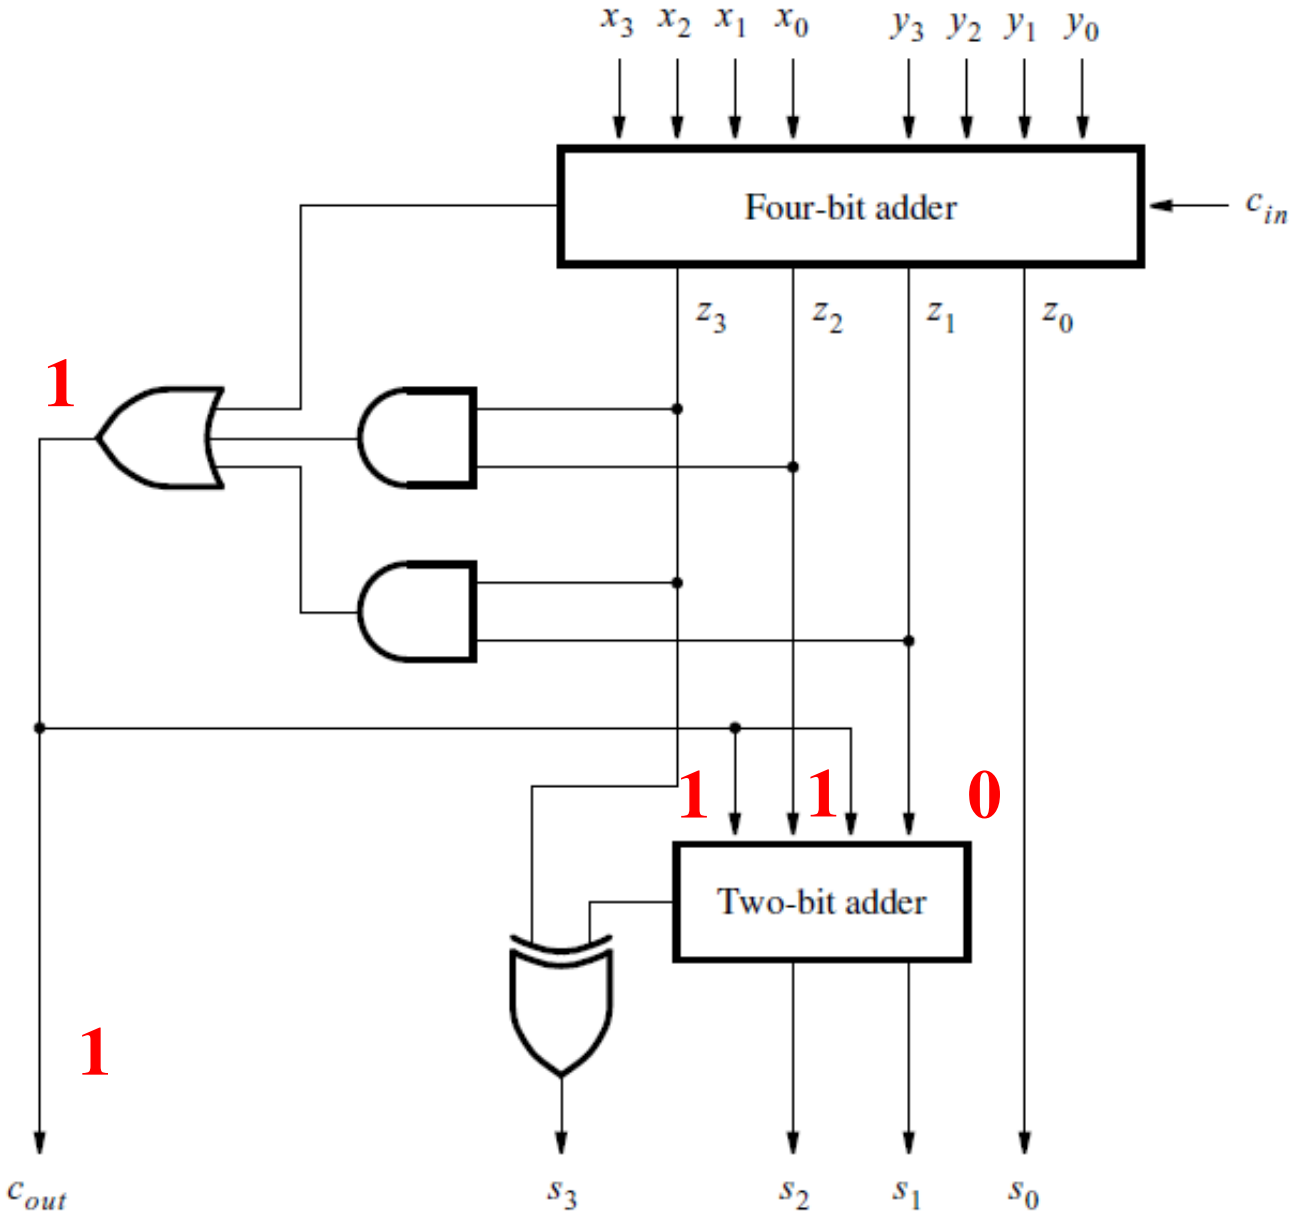 x3 x2 x1 x0 y3 y2 y1 y0
Four-bit adder
cin
z3 z2 z1 z0
1
1 1 0
Two-bit adder
1
cout s3 s2 s1 s0